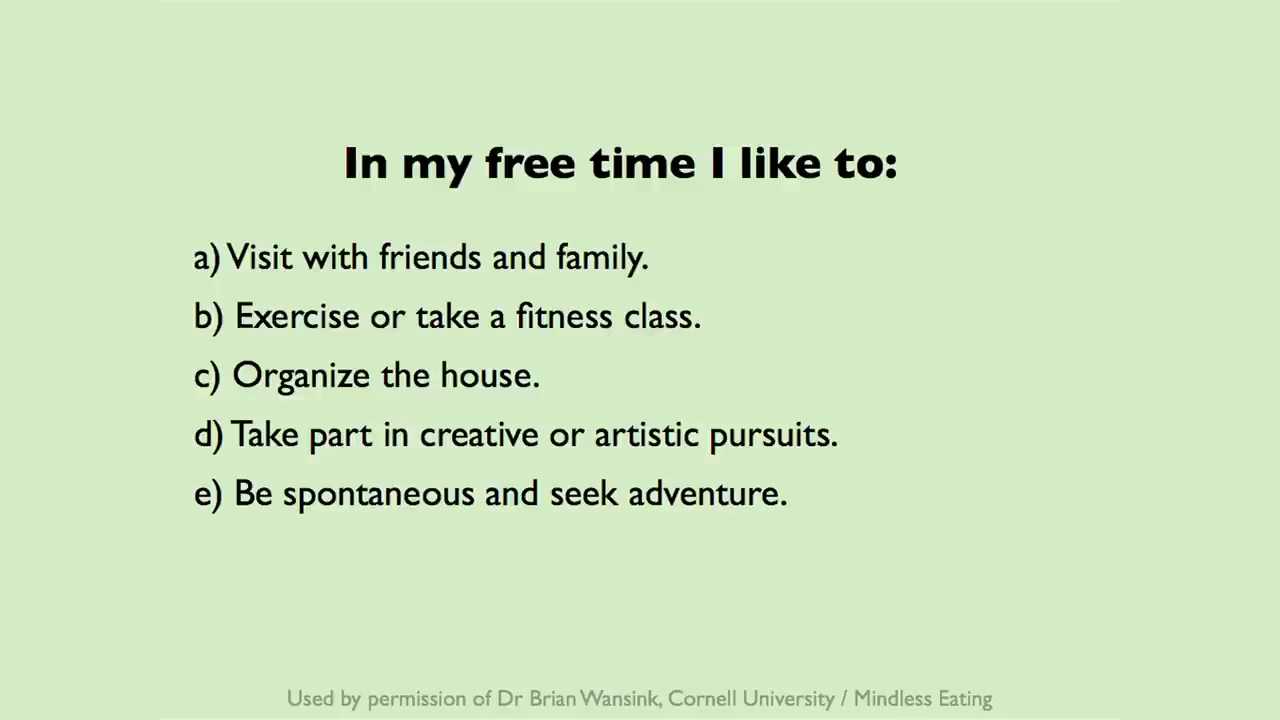 In my free time I like to:
a) Visit with friends and family.
b) Exercise or take a fitness class.
c) Organize the house.
d) Take part in creative or artistic pursuits.
e) Be spontaneous and seek adventure.
Used by permission of Dr Brian Wansink, Cornell University / Mindless Eating